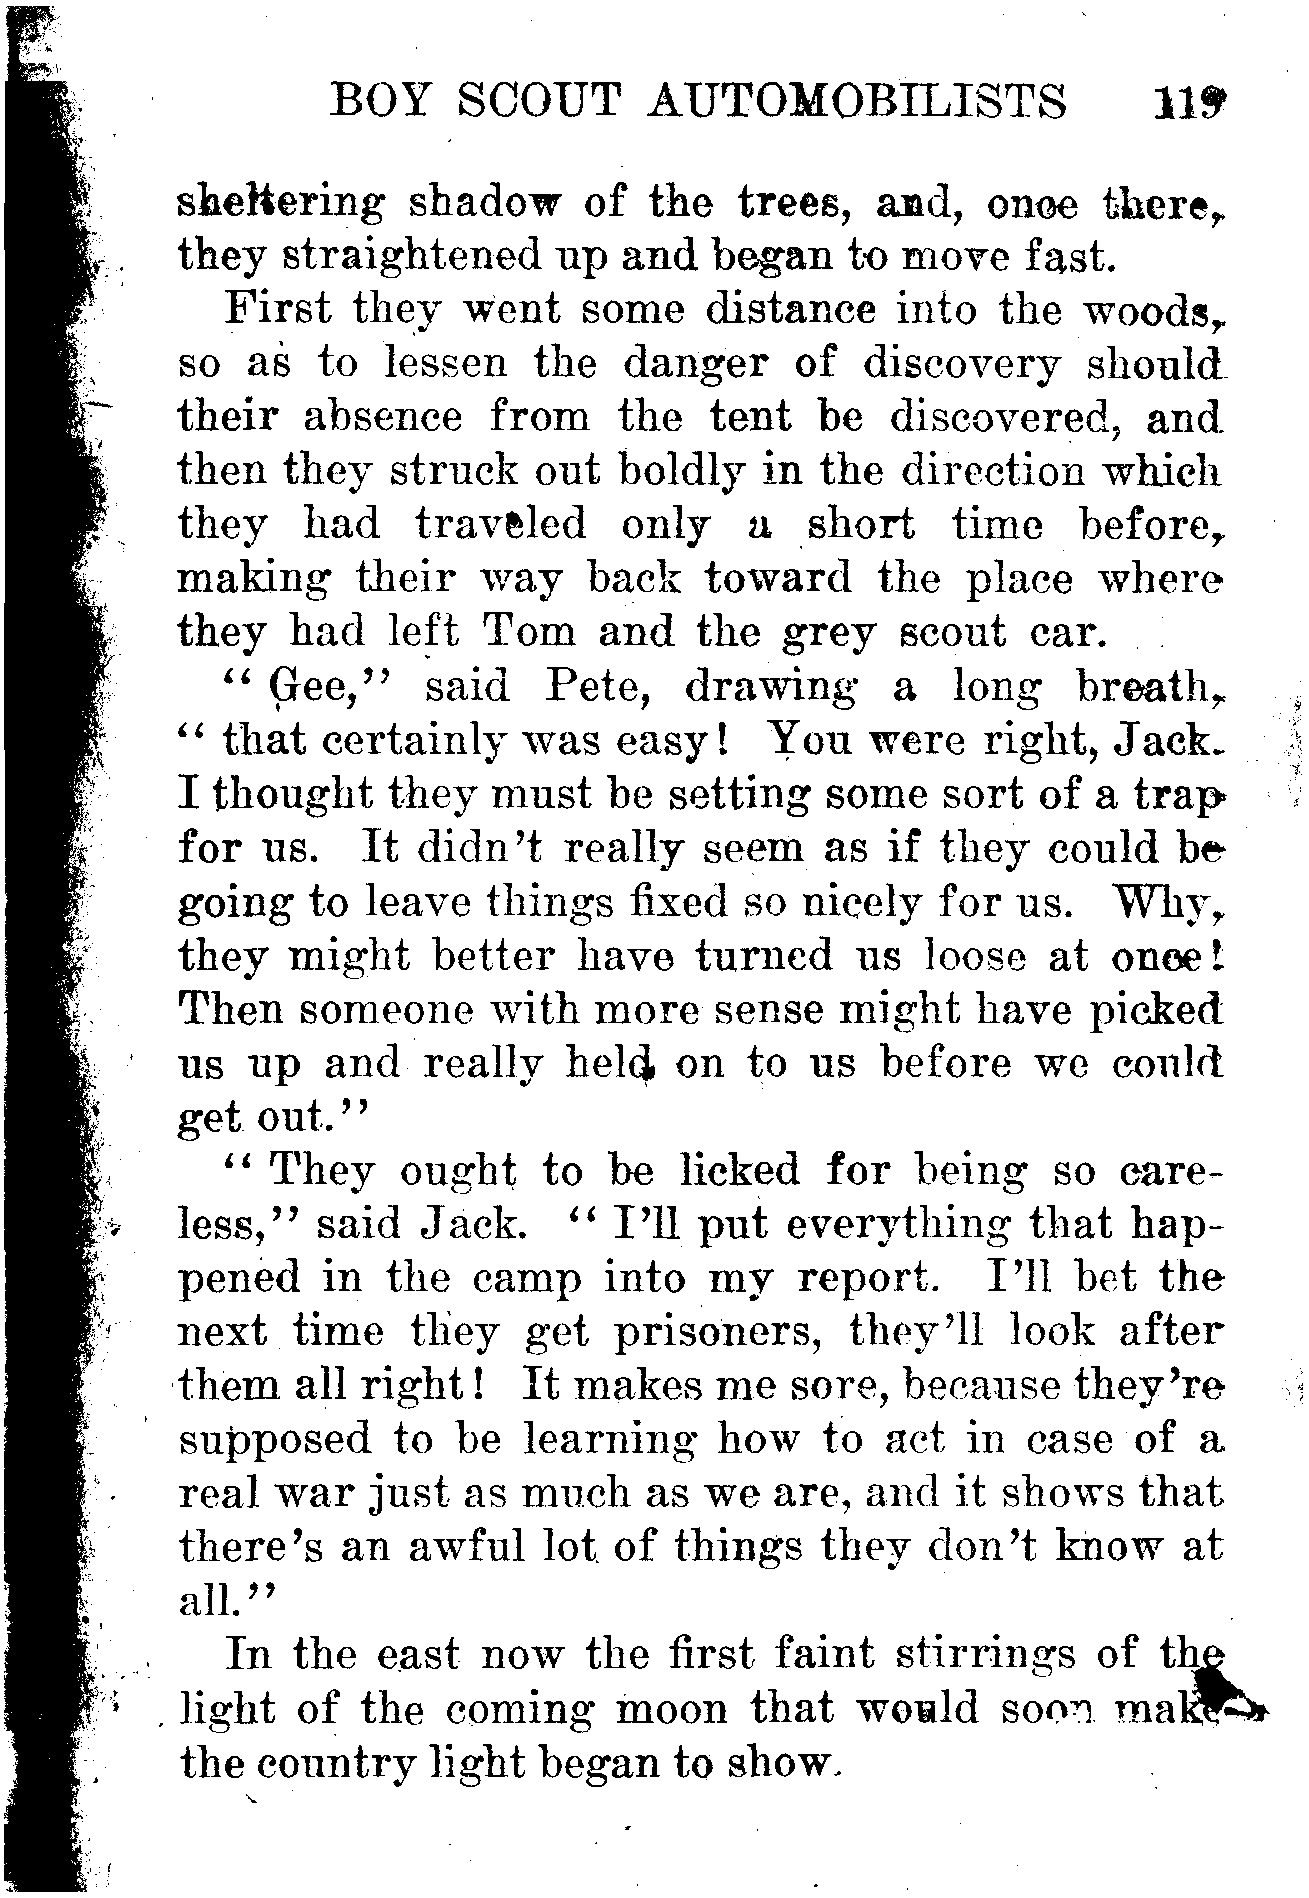 BOY SCOUT AUTOMOBILISTS 119
sheltering shadow of the trees, and, once there,
they straightened up and began to move fast.
First they went some distance into the woods,
so as to lessen the danger of discovery should
their absence from the tent be discovered, and
then they struck out boldly in the direction which
they had traveled only a short time before,
making their way back toward the place where
they had left Tom and the grey scout car.
"Gee," said Pete, drawing a long breath,
"that certainly was easy! You were right, Jack.
I thought they must be setting some sort of a trap
for us. It didn't really seem as if they could be
going to leave things fixed so nicely for us. Why,
they might better have turned us loose at once!
Then someone with more sense might have picked
us up and really held on to us before we could
get out."
"They ought to be licked for being so care-
less," said Jack. "I'll put everything that hap-
pened in the camp into my report. I'll bet the
next time they get prisoners, they'll look after
them all right! It makes me sore, because they're
supposed to be learning how to act in case of a
real war just as much as we are, and it shows that
there's an awful lot of things they don't know at
all."
In the east now the first faint stirrings of the
light of the coming moon that would soon make
the country light began to show.